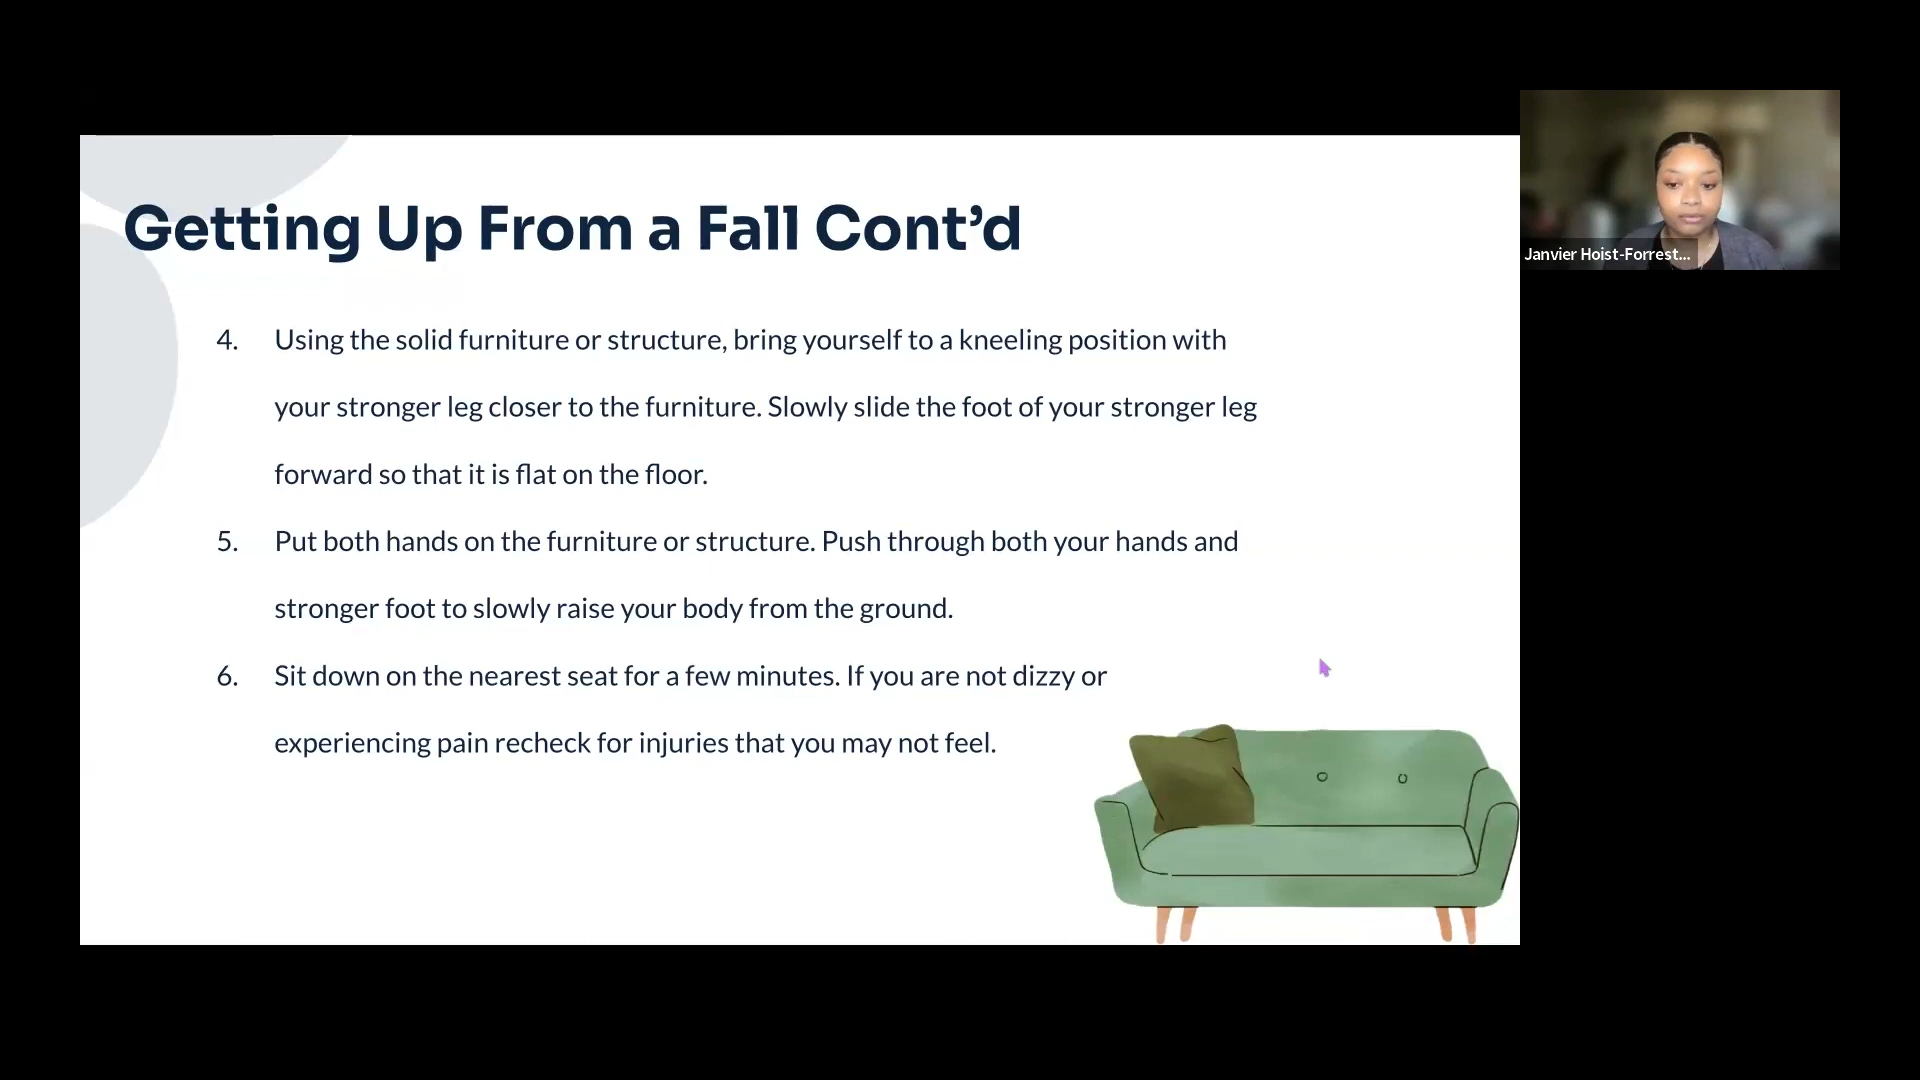 Getting Up From a Fall Cont’d
4. Using the solid furniture or structure, bring yourself to a kneeling position with
your stronger leg closer to the furniture. Slowly slide the foot of your stronger leg
forward so that it is flat on the floor.
5. Put both hands on the furniture or structure. Push through both your hands and
stronger foot to slowly raise your body from the ground.
6. Sit down on the nearest seat for a few minutes. If you are not dizzy or
experiencing pain recheck for injuries that you may not feel.
Janvier Hoist-Forrest...